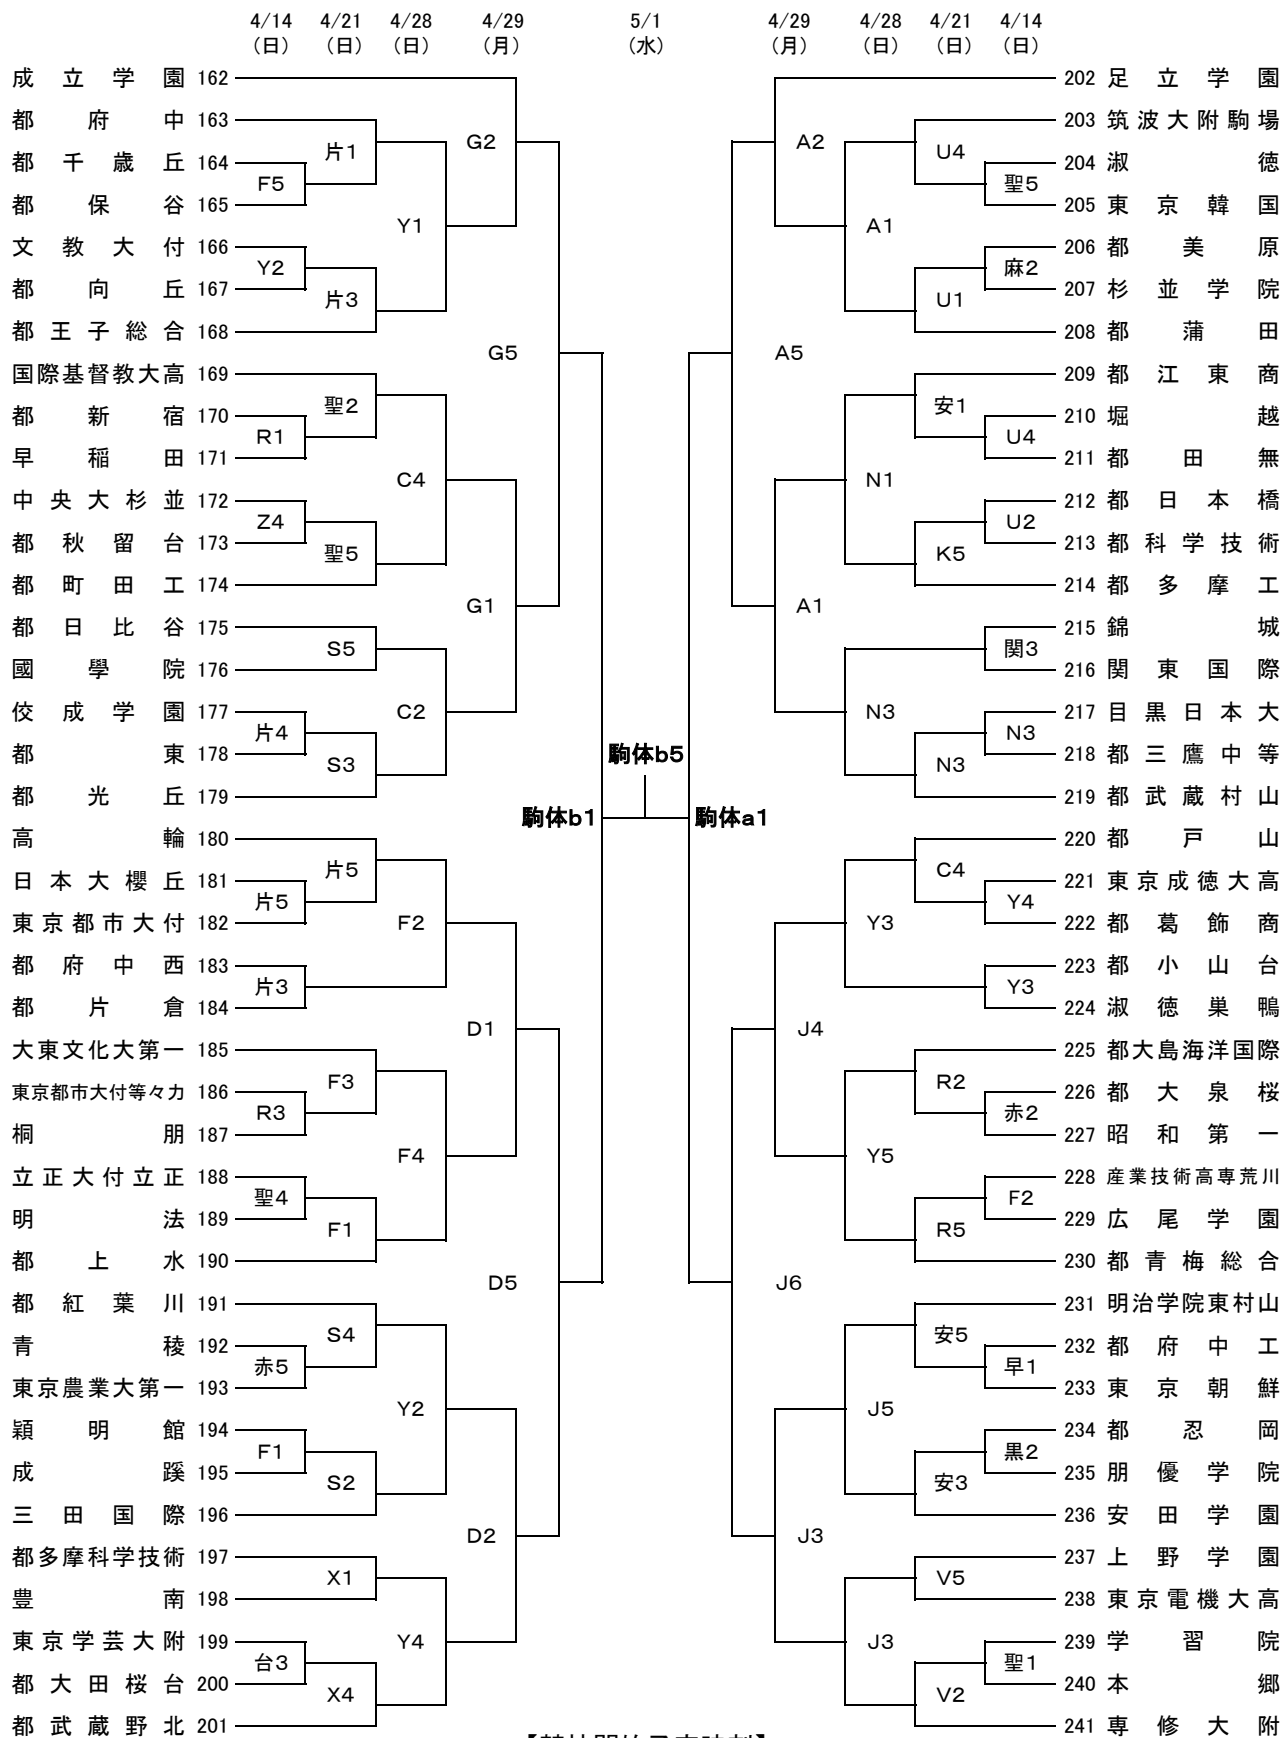 4/14 4/21 4/28 4/29 5/1 4/29 4/28 4/21 4/14
(日) (日) (日) (月) (水) (月) (日) (日) (日)
成立学園 162 202 足立学園
都府中 163 203 筑波大附駒場
G2 A2
片1 U4
都千歳丘 164 204 淑徳
F5 聖5
都保谷 165 205 東京韓国
Y1 A1
文教大付 166 206 都美原
Y2 麻2
都向丘 167 207 杉並学院
片3 U1
都王子総合 168 208 都蒲田
G5 A5
国際基督教大高 169 209 都江東商
聖2 安1
都新宿 170 210 堀越
R1 U4
早稲田 171 211 都田無
C4 N1
中央大杉並 172 212 都日本橋
Z4 U2
都秋留台 173 213 都科学技術
聖5 K5
都町田工 174 214 都多摩工
G1 A1
都日比谷 175 215 錦城
S5 関3
國學院 176 216 関東国際
佼成学園 177 C2 N3 217 目黒日本大
片4 N3
都東 178 駒体b5 218 都三鷹中等
S3 N3
都光丘 179 219 都武蔵村山
駒体b1 駒体a1
高輪 180 220 都戸山
片5 C4
日本大櫻丘 181 221 東京成徳大高
片5 Y4
東京都市大付 182 F2 Y3 222 都葛飾商
都府中西 183 223 都小山台
片3 Y3
都片倉 184 224 淑徳巣鴨
D1 J4
大東文化大第一 185 225 都大島海洋国際
F3 R2
東京都市大付等々力 186 226 都大泉桜
R3 赤2
桐朋 187 227 昭和第一
F4 Y5
立正大付立正 188 228 産業技術高専荒川
聖4 F2
明法 189 229 広尾学園
F1 R5
都上水 190 230 都青梅総合
D5 J6
都紅葉川 191 231 明治学院東村山
S4 安5
青稜 192 232 都府中工
赤5 早1
東京農業大第一 193 233 東京朝鮮
Y2 J5
穎明館 194 234 都忍岡
F1 黒2
成蹊 195 235 朋優学院
S2 安3
三田国際 196 236 安田学園
D2 J3
都多摩科学技術 197 237 上野学園
X1 V5
豊南 198 238 東京電機大高
東京学芸大附 199 Y4 J3 239 学習院
台3 聖1
都大田桜台 200 240 本郷
X4 V2
都武蔵野北 201 241 専修大附